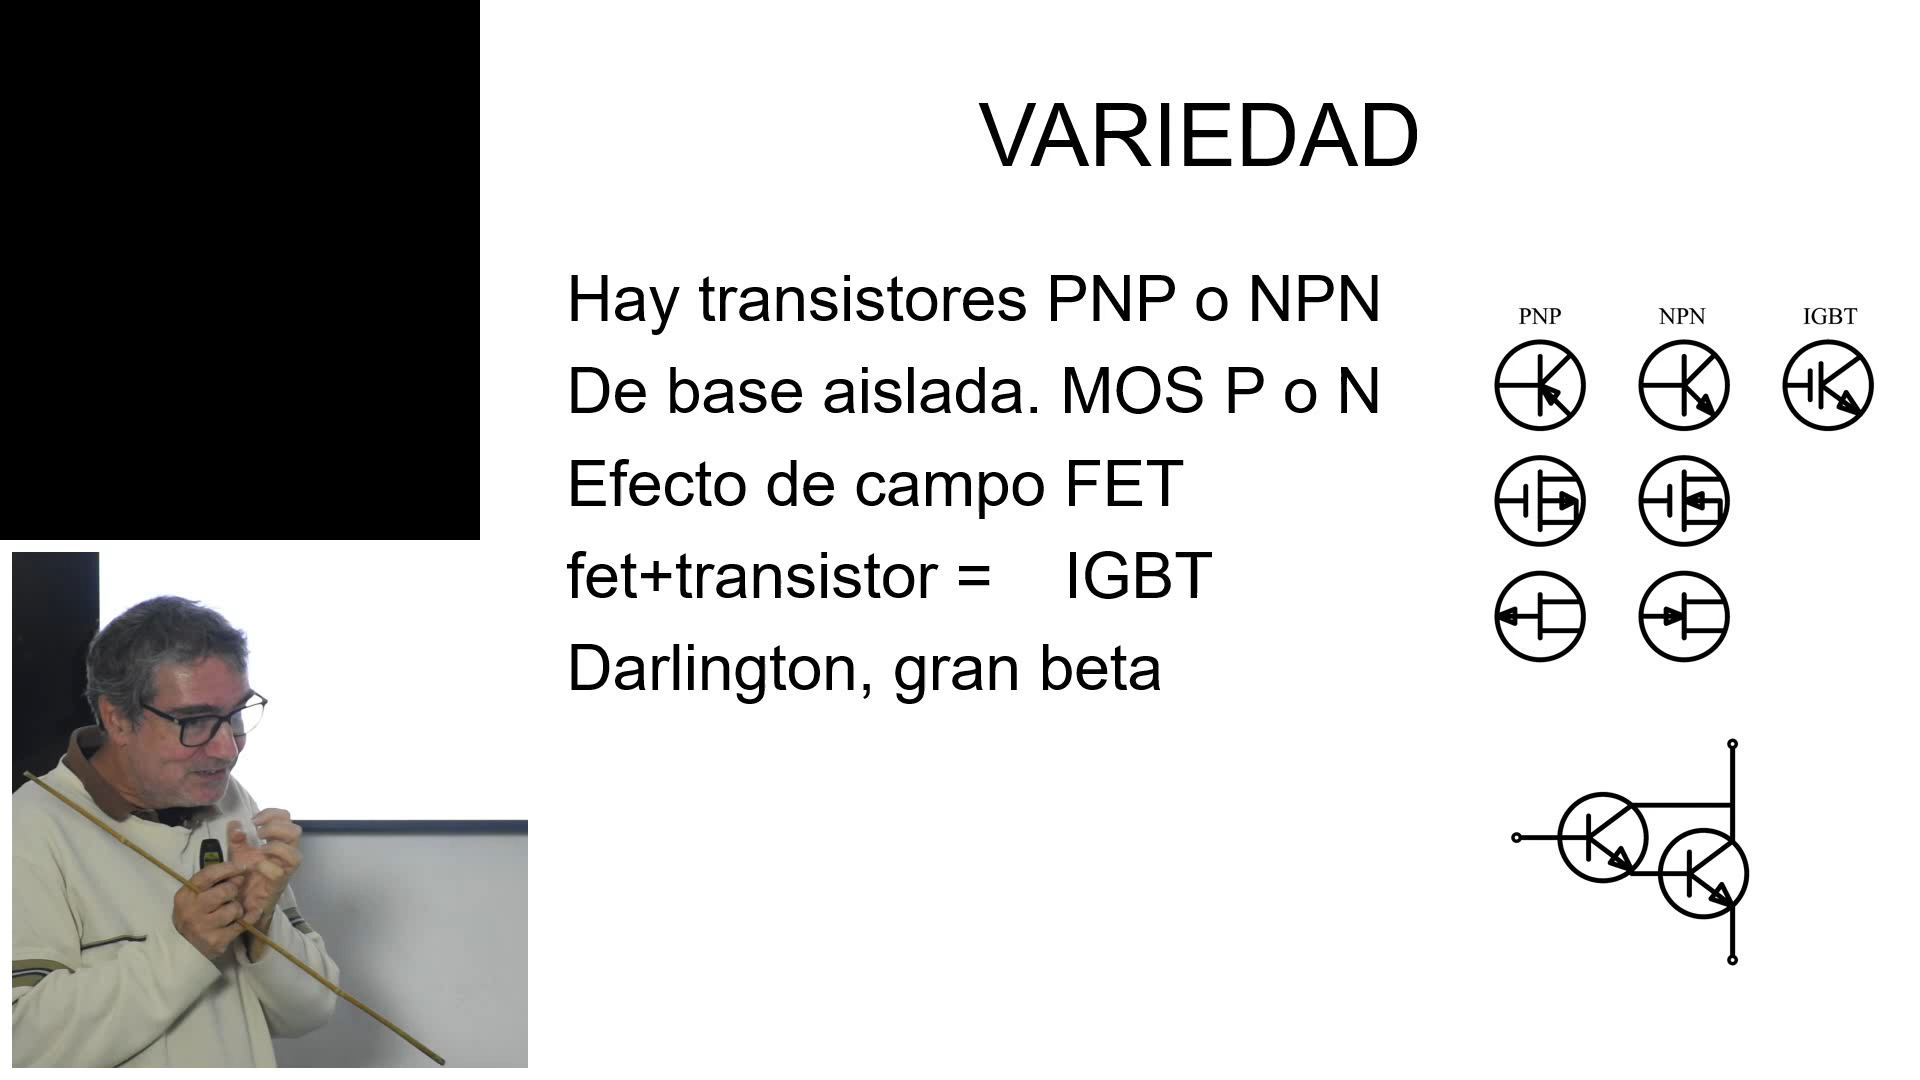 VARIEDAD
Hay transistores PNP o NPN
De base aislada. MOS P o N
Efecto de campo FET
fet+transistor = IGBT
Darlington, gran beta
PNP NPN IGBT